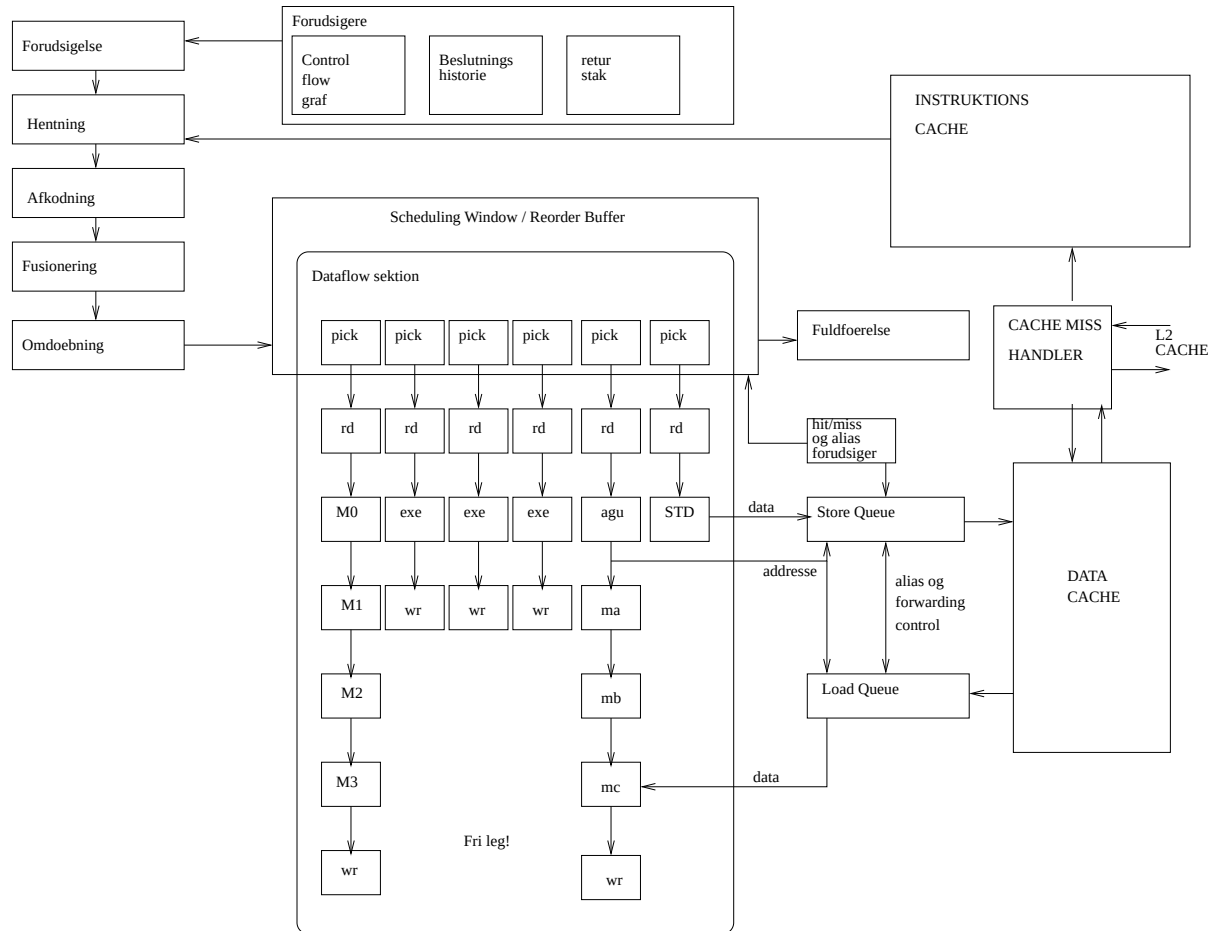 Forudsigere
Forudsigelse
Control
flow
graf
Beslutnings
historie
retur
stak
INSTRUKTIONS
CACHE
Hentning
Afkodning
Scheduling Window / Reorder Buffer
Fusionering
Dataflow sektion
Omdoebning
pick
pick
pick
pick
pick
pick
Fuldfoerelse
CACHE MISS
HANDLER
L2
CACHE
rd
rd
rd
rd
rd
rd
hit/miss
og alias
forudsiger
M0
exe
exe
exe
agu
STD
data
Store Queue
addresse
alias og
forwarding
control
DATA
CACHE
M1
wr
wr
wr
ma
M2
mb
Load Queue
M3
mc
data
Fri leg!
wr
wr